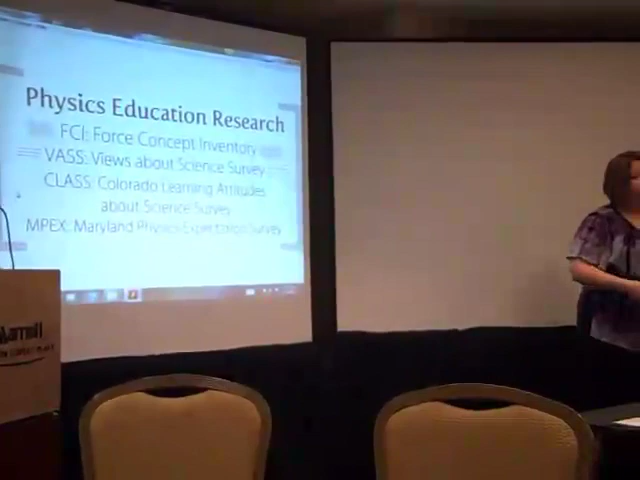 Physics Education Research
FCI: Force Concept Inventory
VASS: Views about Science Survey
CLASS: Colorado Learning Attitudes
about Science Survey
MPEX: Maryland Physics Expectation Survey
Marriott